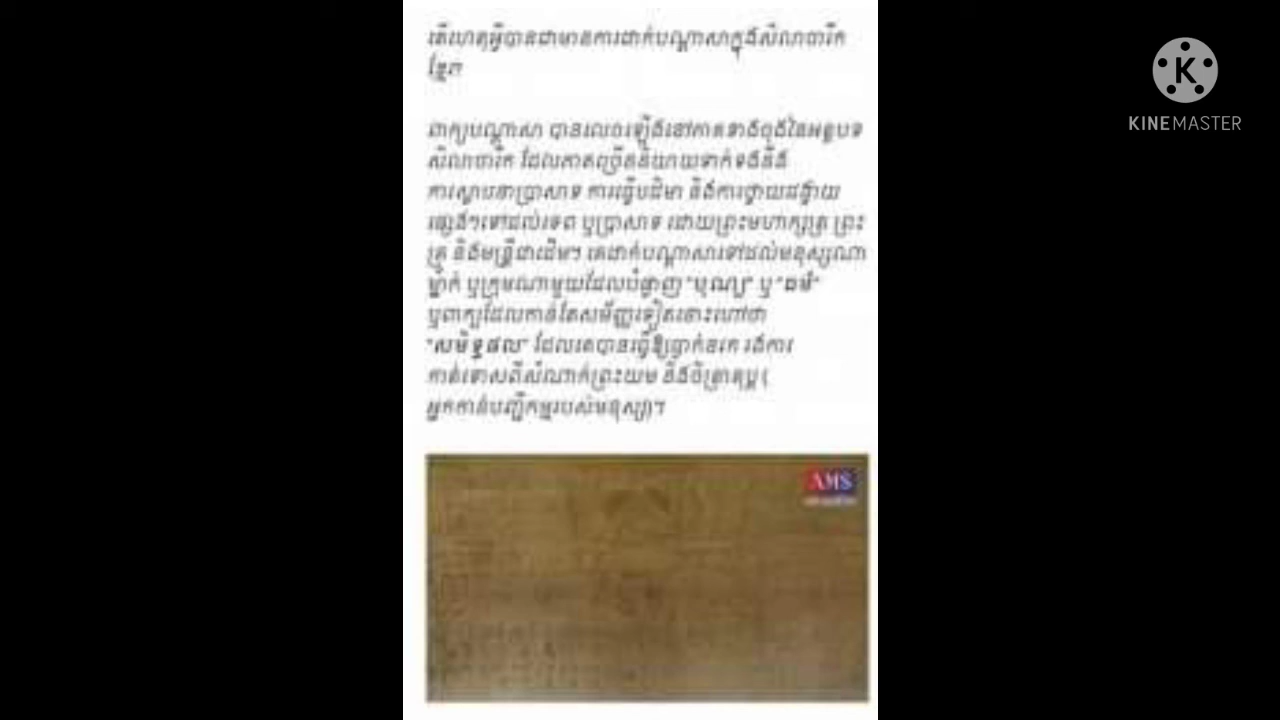 តើហេតុអ្វីបានជាមានការដាក់បណ្ដាសាក្នុងសិលាចារឹក
ខ្មែរ
ពាក្យបណ្ដាសា បានលេចឡើងនៅភាគខាងចុងនៃអត្ថបទ
សិលាចារឹក ដែលភាគច្រើននិយាយទាក់ទងនឹង
ការស្ថាបនាប្រាសាទ ការធ្វើបដិមា និងការថ្វាយដង្វាយ
ផ្សេងៗទៅដល់ទេព ឬប្រាសាទ ដោយព្រះមហាក្សត្រ ព្រះ
គ្រូ និងមន្ត្រីជាដើម។ គេដាក់បណ្ដាសាទៅដល់មនុស្សណា
ម្នាក់ ឬក្រុមណាមួយដែលបំផ្លាញ "បុណ្យ" ឬ "ធម៌"
ឬពាក្យដែលកាន់តែសម័យទៀតនោះហៅថា
"សមិទ្ធផល" ដែលគេបានធ្វើឱ្យធ្លាក់នរក រងការ
កាត់ទោសពីសំណាក់ព្រះយម និងចិត្រគុប្ត (
អ្នកកាន់បញ្ជីកម្មរបស់មនុស្ស)។
AMS
KINEMASTER